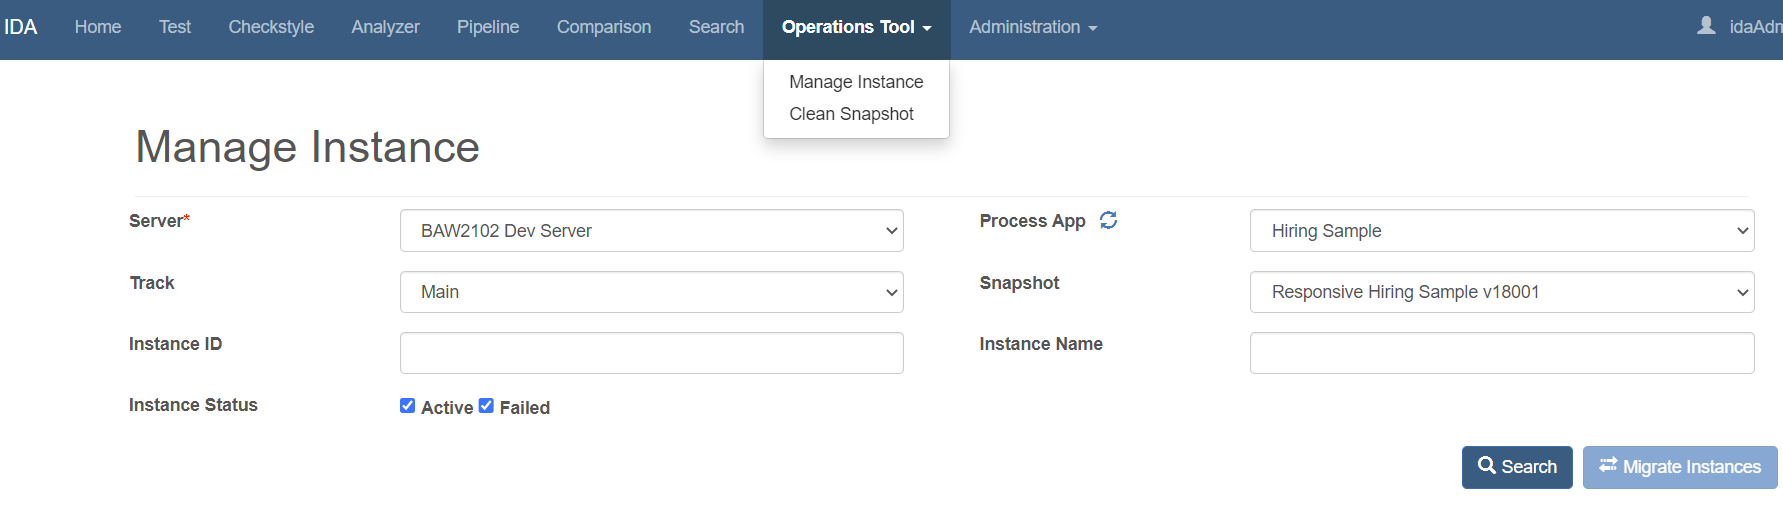 IDA Home Test Checkstyle Analyzer Pipeline Comparison Search Operations Tool Administration idaAdm
Manage Instance
Clean Snapshot
Manage Instance
Server* BAW2102 Dev Server Process App Hiring Sample
Track Main Snapshot Responsive Hiring Sample v18001
Instance ID Instance Name
Instance Status Active Failed
Search Migrate Instances